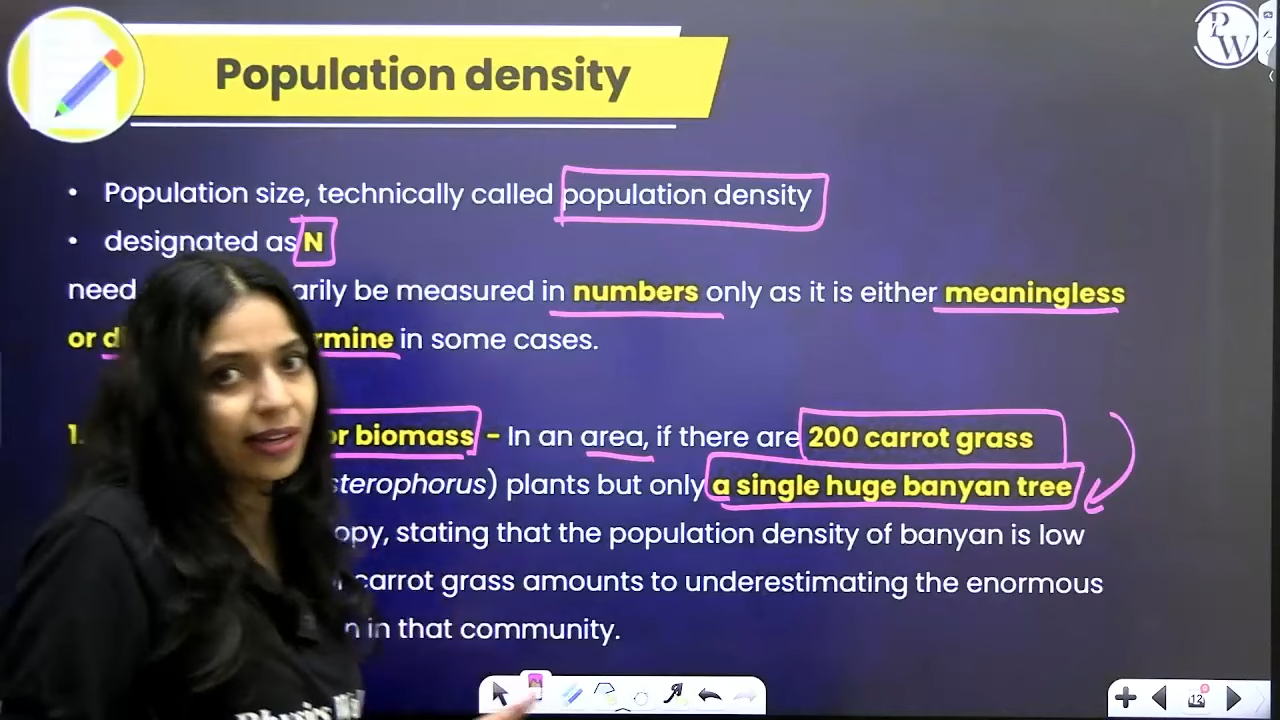 Population density
PW
• Population size, technically called population density
• designated as N
need arily be measured in numbers only as it is either meaningless
or d rmine in some cases.
1. or biomass - In an area, if there are 200 carrot grass
sterophorus) plants but only a single huge banyan tree
opy, stating that the population density of banyan is low
carrot grass amounts to underestimating the enormous
n in that community.
12